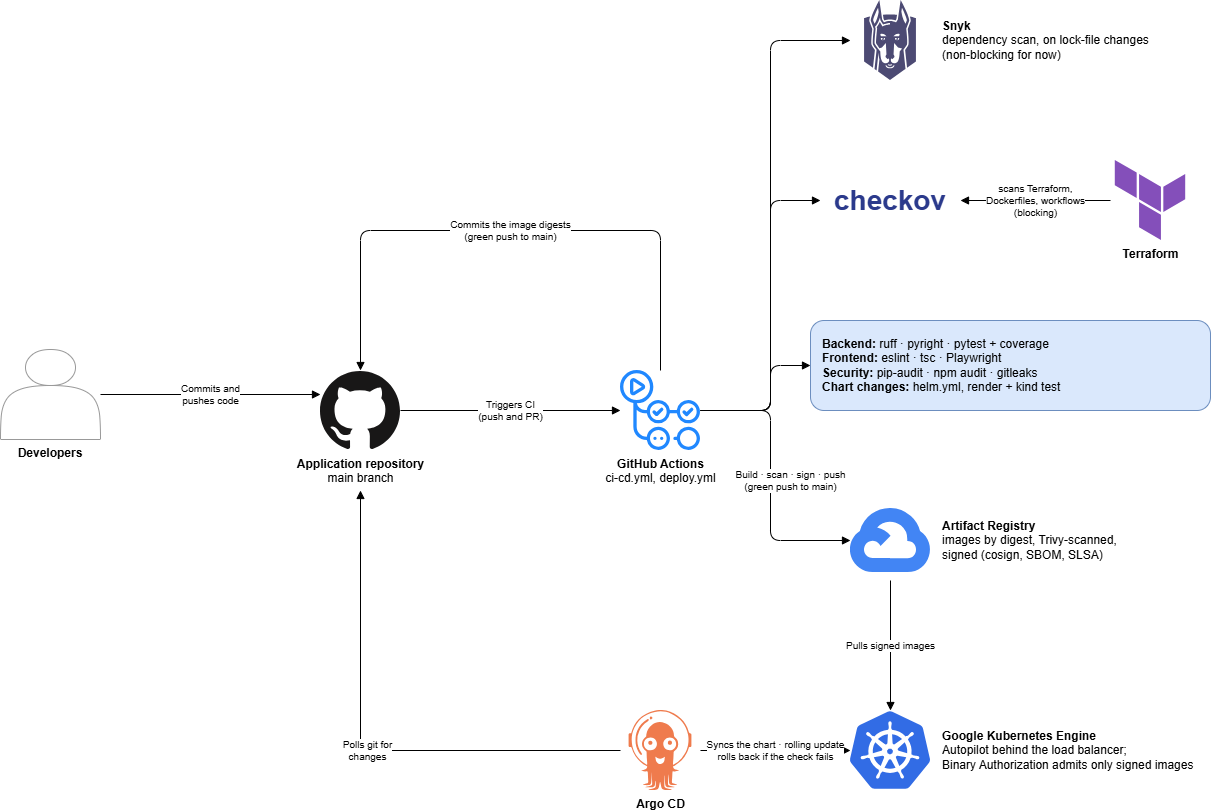 Snyk
dependency scan, on lock-file changes
(non-blocking for now)
checkov
scans Terraform,
Dockerfiles, workflows
(blocking)
Terraform
Commits the image digests
(green push to main)
Backend: ruff · pyright · pytest + coverage
Frontend: eslint · tsc · Playwright
Security: pip-audit · npm audit · gitleaks
Chart changes: helm.yml, render + kind test
Commits and
pushes code
Developers
Triggers CI
(push and PR)
Application repository
main branch
GitHub Actions
ci-cd.yml, deploy.yml
Build · scan · sign · push
(green push to main)
Artifact Registry
images by digest, Trivy-scanned,
signed (cosign, SBOM, SLSA)
Pulls signed images
Polls git for
changes
Argo CD
Syncs the chart · rolling update
rolls back if the check fails
Google Kubernetes Engine
Autopilot behind the load balancer;
Binary Authorization admits only signed images